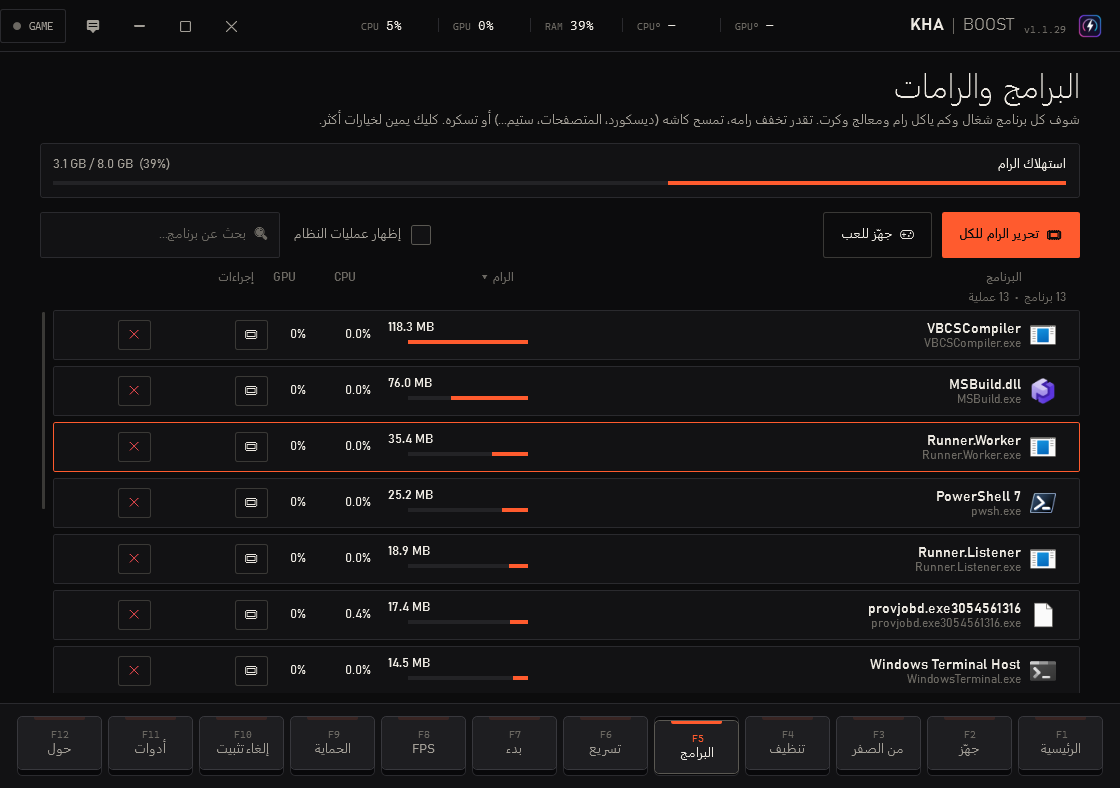 KHA | BOOST v1.1.29
CPU 5% GPU 0% RAM 39% CPU° — GPU° —
GAME
البرامج والرامات
شوف كل برنامج شغال وكم ياكل رام ومعالج وكرت. تقدر تخفف رامه، تمسح كاشه (ديسكورد، المتصفحات، ستيم...) أو تسكره. كليك يمين لخيارات أكثر.
استهلاك الرام
3.1 GB / 8.0 GB (39%)
تحرير الرام للكل
جهّز للعب
إظهار عمليات النظام
بحث عن برنامج...
البرنامج الرام ▾ CPU GPU إجراءات
13 برنامج · 13 عملية
VBCSCompiler 118.3 MB 0.0% 0%
VBCSCompiler.exe
MSBuild.dll 76.0 MB 0.0% 0%
MSBuild.exe
Runner.Worker 35.4 MB 0.0% 0%
Runner.Worker.exe
PowerShell 7 25.2 MB 0.0% 0%
pwsh.exe
Runner.Listener 18.9 MB 0.0% 0%
Runner.Listener.exe
provjobd.exe3054561316 17.4 MB 0.4% 0%
provjobd.exe3054561316.exe
Windows Terminal Host 14.5 MB 0.0% 0%
WindowsTerminal.exe
F1 F2 F3 F4 F5 F6 F7 F8 F9 F10 F11 F12
الرئيسية جهّز من الصفر تنظيف البرامج تسريع بدء FPS الحماية إلغاء تثبيت أدوات حول